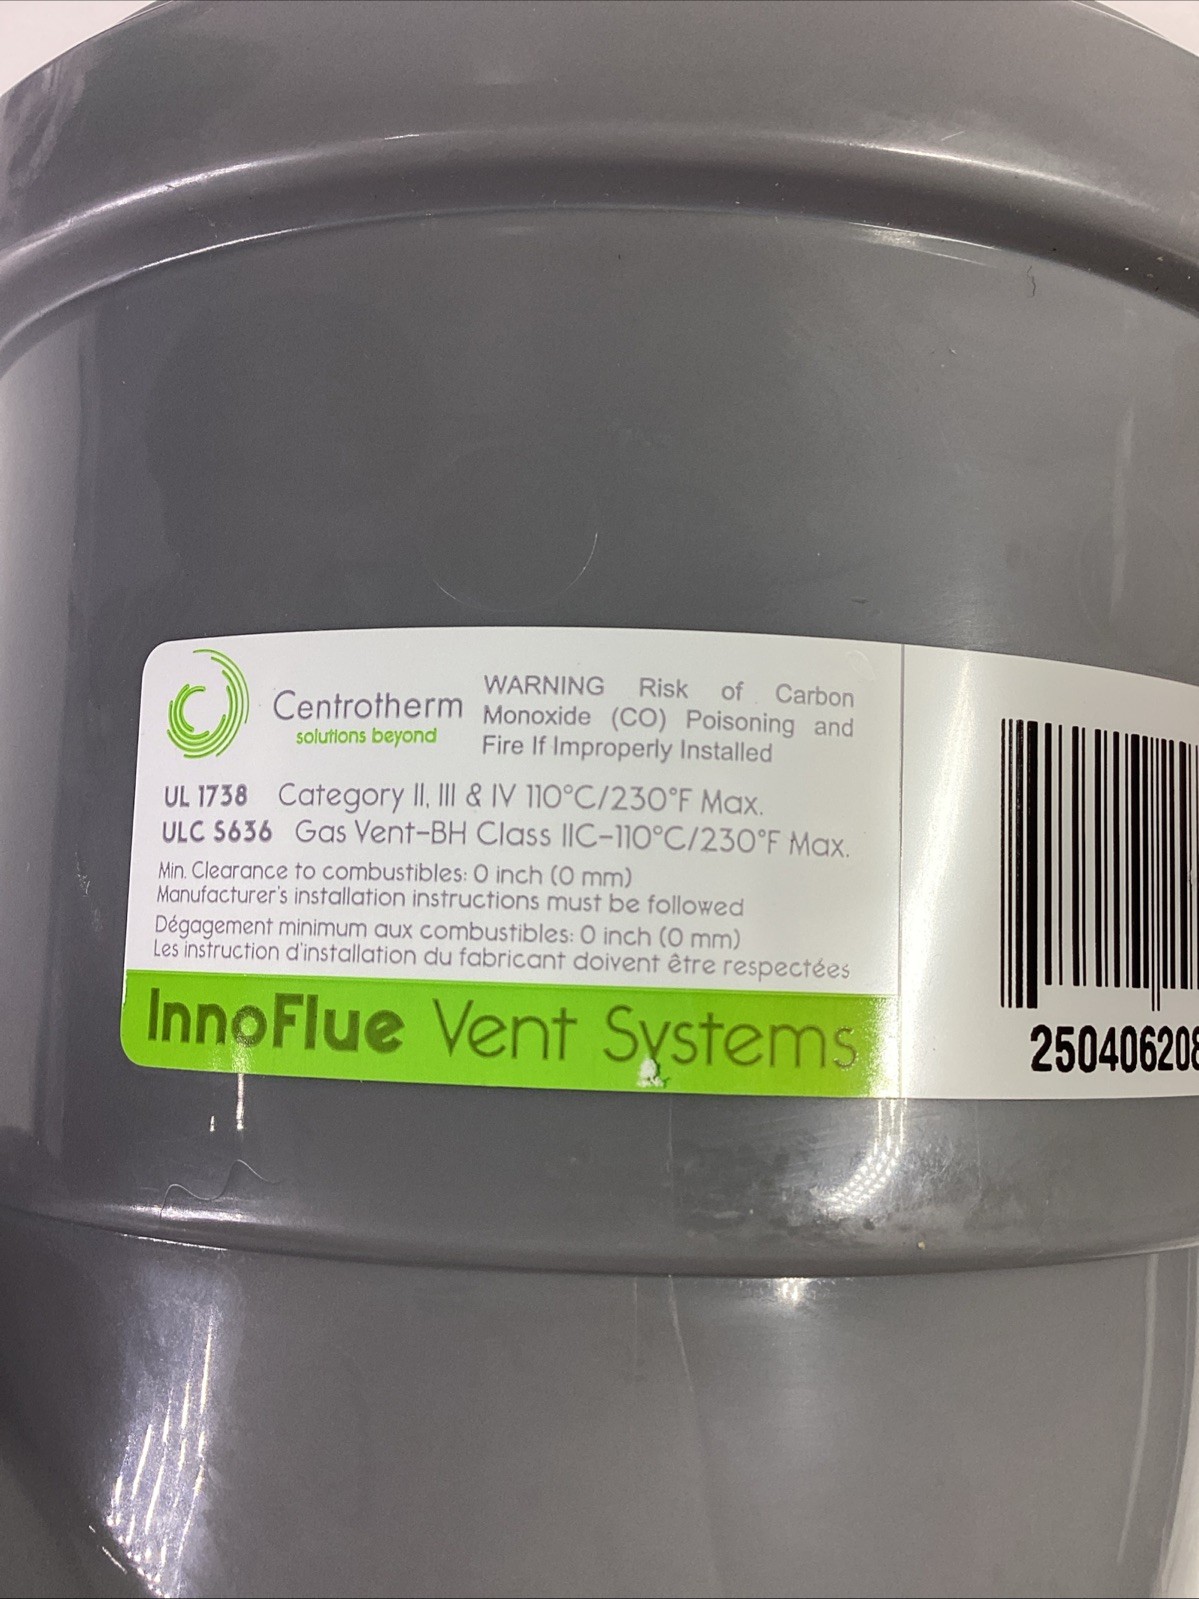 Centrotherm
solutions beyond
WARNING Risk of Carbon
Monoxide (CO) Poisoning and
Fire If Improperly Installed
UL 1738 Category II, III & IV 110°C/230°F Max.
ULC S636 Gas Vent-BH Class IIC-110°C/230°F Max.
Min. Clearance to combustibles: 0 inch (0 mm)
Manufacturer's installation instructions must be followed
Dégagement minimum aux combustibles: 0 inch (0 mm)
Les instruction d'installation du fabricant doivent être respectées
InnoFlue Vent Systems
250406208